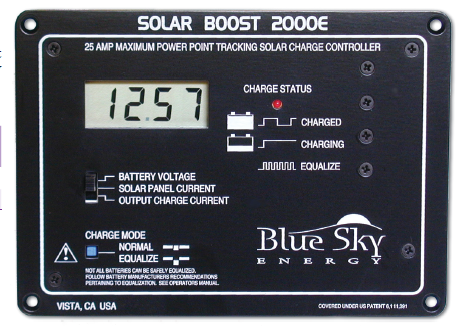 SOLAR BOOST 2000E
25 AMP MAXIMUM POWER POINT TRACKING SOLAR CHARGE CONTROLLER
12.57
CHARGE STATUS
CHARGED
CHARGING
EQUALIZE
BATTERY VOLTAGE
SOLAR PANEL CURRENT
OUTPUT CHARGE CURRENT
CHARGE MODE
NORMAL
EQUALIZE
NOT ALL BATTERIES CAN BE SAFELY EQUALIZED.
FOLLOW BATTERY MANUFACTURERS RECOMMENDATIONS
PERTAINING TO EQUALIZATION. SEE OPERATORS MANUAL.
Blue Sky
ENERGY
VISTA, CA USA
COVERED UNDER US PATENT 6,111,391